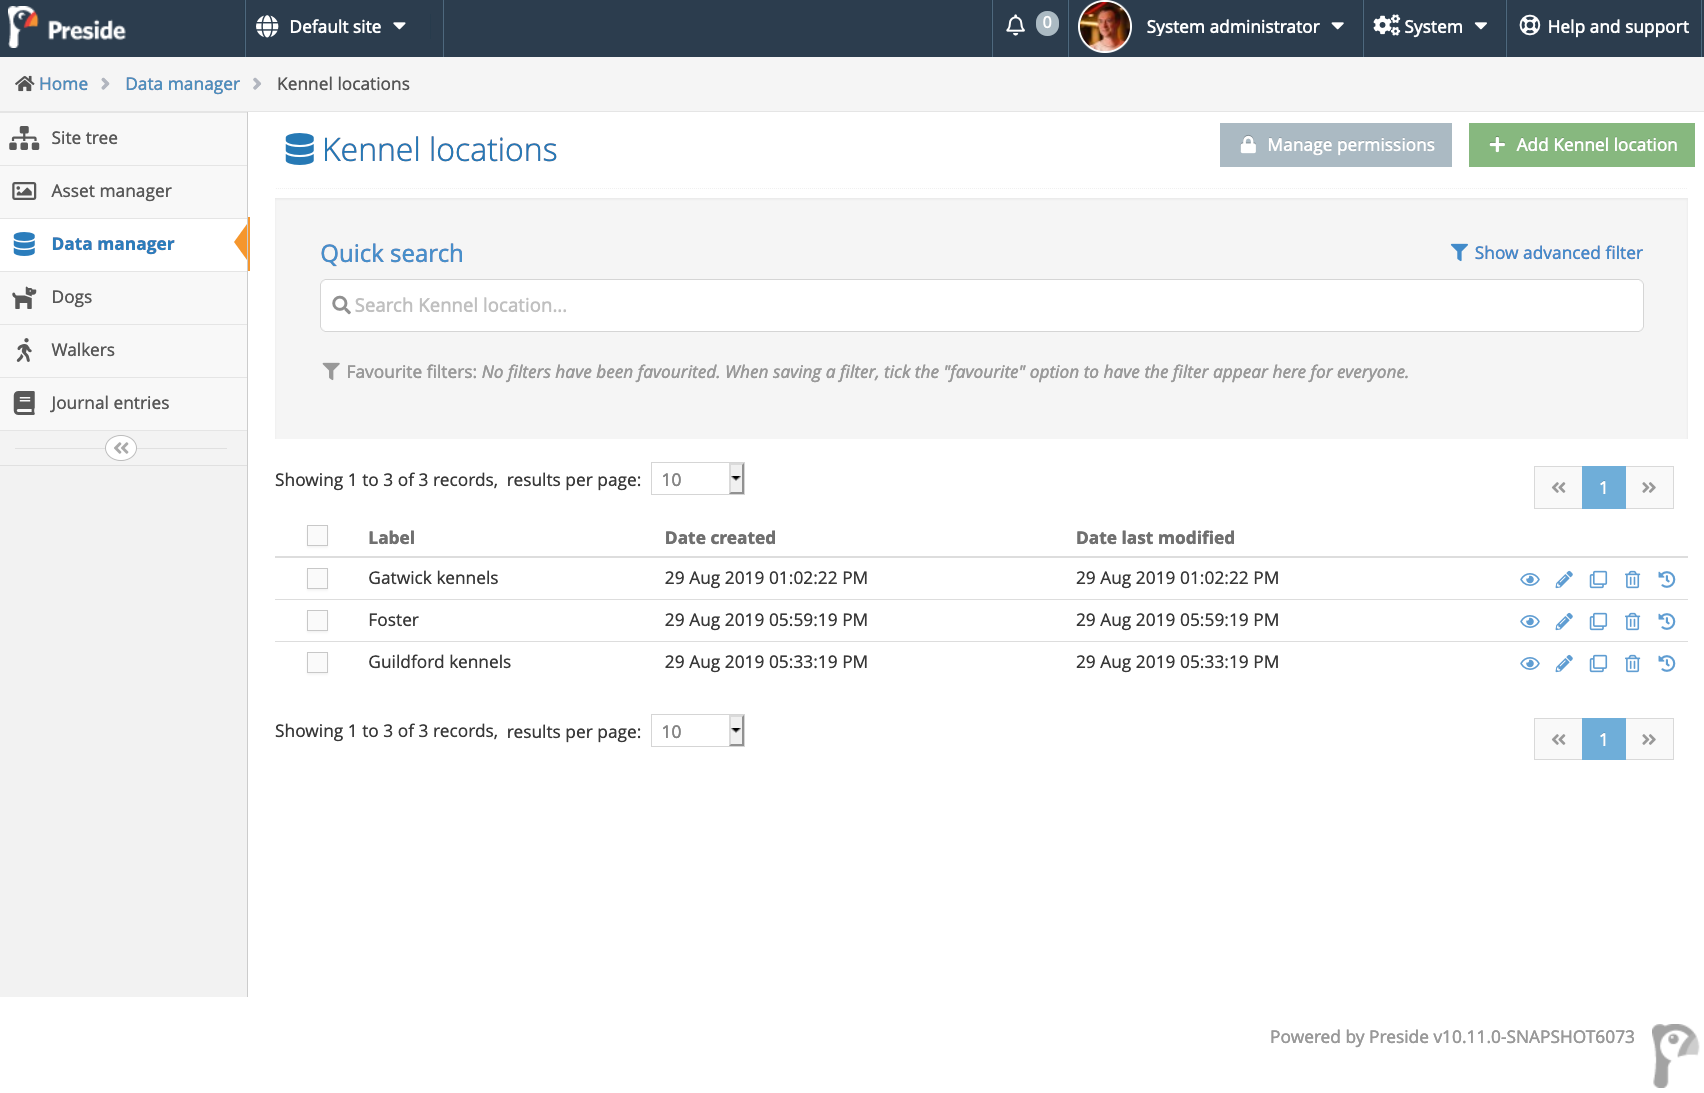 Preside
Default site
0
System administrator
System
Help and support
Home
Data manager
Kennel locations
Site tree
Asset manager
Data manager
Dogs
Walkers
Journal entries
Kennel locations
Manage permissions
Add Kennel location
Quick search
Show advanced filter
Search Kennel location...
Favourite filters: No filters have been favourited. When saving a filter, tick the "favourite" option to have the filter appear here for everyone.
Showing 1 to 3 of 3 records, results per page: 10
1
Label Date created Date last modified
Gatwick kennels 29 Aug 2019 01:02:22 PM 29 Aug 2019 01:02:22 PM
Foster 29 Aug 2019 05:59:19 PM 29 Aug 2019 05:59:19 PM
Guildford kennels 29 Aug 2019 05:33:19 PM 29 Aug 2019 05:33:19 PM
Showing 1 to 3 of 3 records, results per page: 10
1
Powered by Preside v10.11.0-SNAPSHOT6073